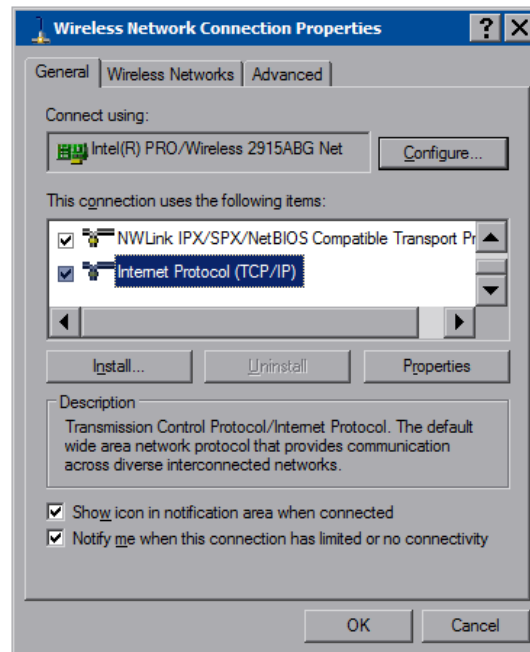 Wireless Network Connection Properties
General Wireless Networks Advanced
Connect using:
Intel(R) PRO/Wireless 2915ABG Net Configure...
This connection uses the following items:
NWLink IPX/SPX/NetBIOS Compatible Transport Pr
Internet Protocol (TCP/IP)
Install... Uninstall Properties
Description
Transmission Control Protocol/Internet Protocol. The default
wide area network protocol that provides communication
across diverse interconnected networks.
Show icon in notification area when connected
Notify me when this connection has limited or no connectivity
OK Cancel